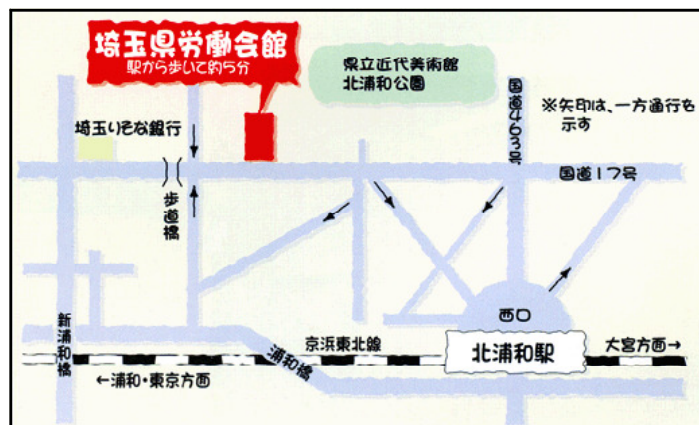 埼玉県労働会館
駅から歩いて約5分
県立近代美術館
北浦和公園
国道463号
※矢印は、一方通行を
示す
埼玉りそな銀行
国道17号
歩道橋
新浦和橋
西口
京浜東北線
浦和橋
北浦和駅
大宮方面→
←浦和・東京方面